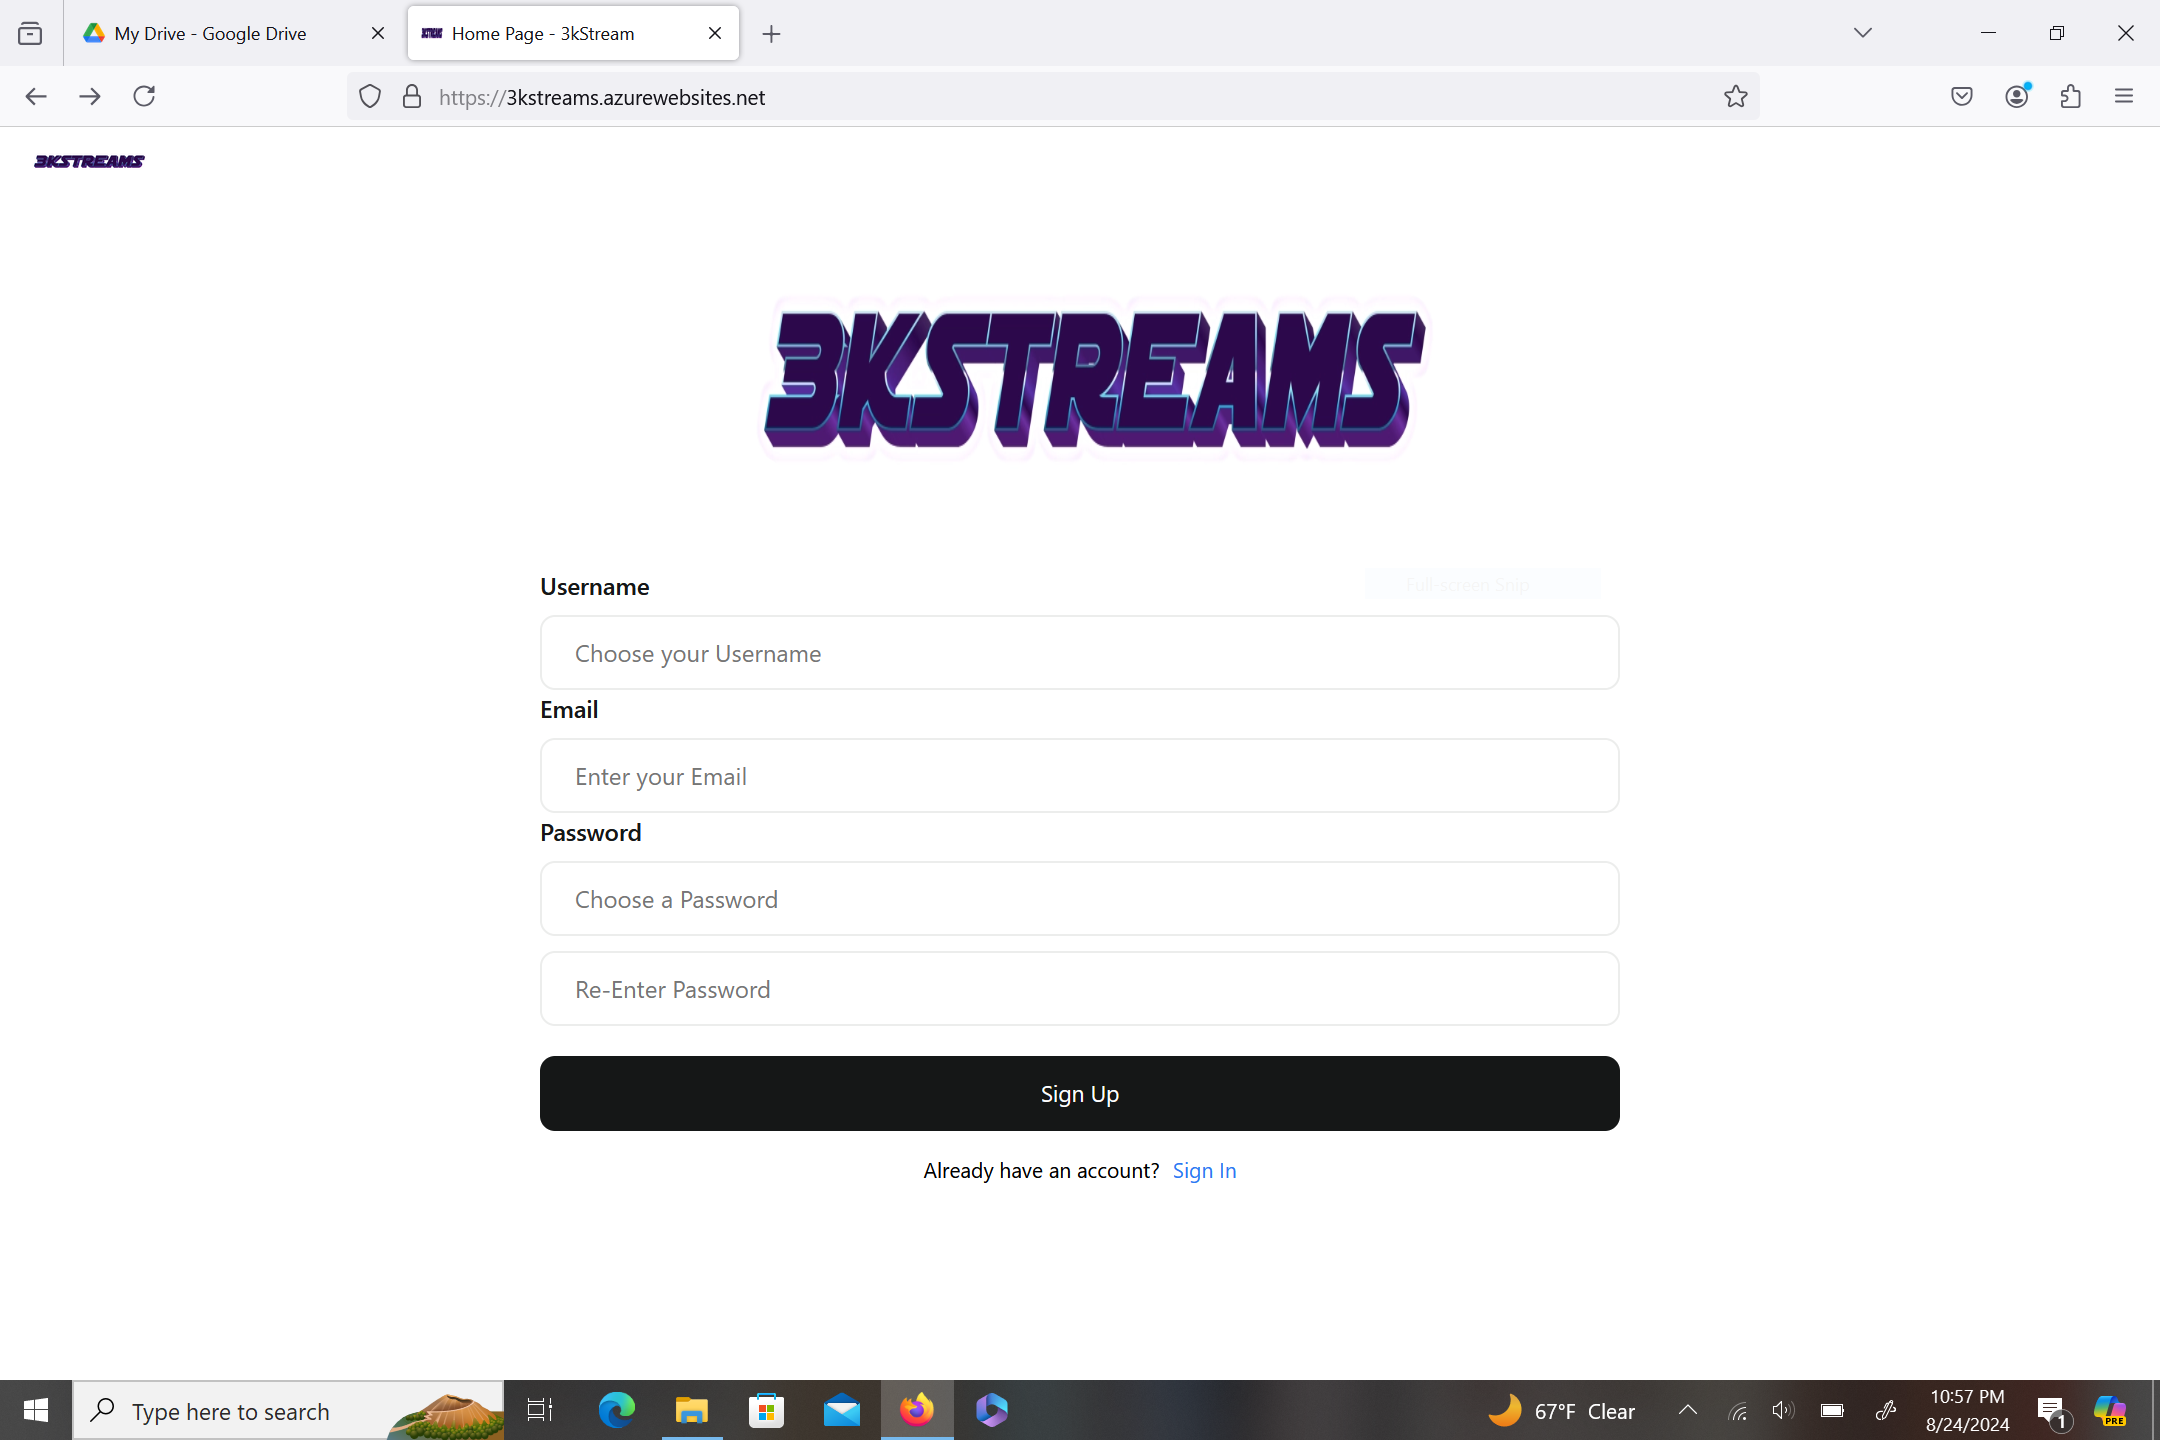 My Drive - Google Drive
Home Page - 3kStream
https://3kstreams.azurewebsites.net
3KSTREAMS
3KSTREAMS
Username
Full-screen Snip
Choose your Username
Email
Enter your Email
Password
Choose a Password
Re-Enter Password
Sign Up
Already have an account? Sign In
Type here to search
67°F Clear
10:57 PM
8/24/2024
1
PRE